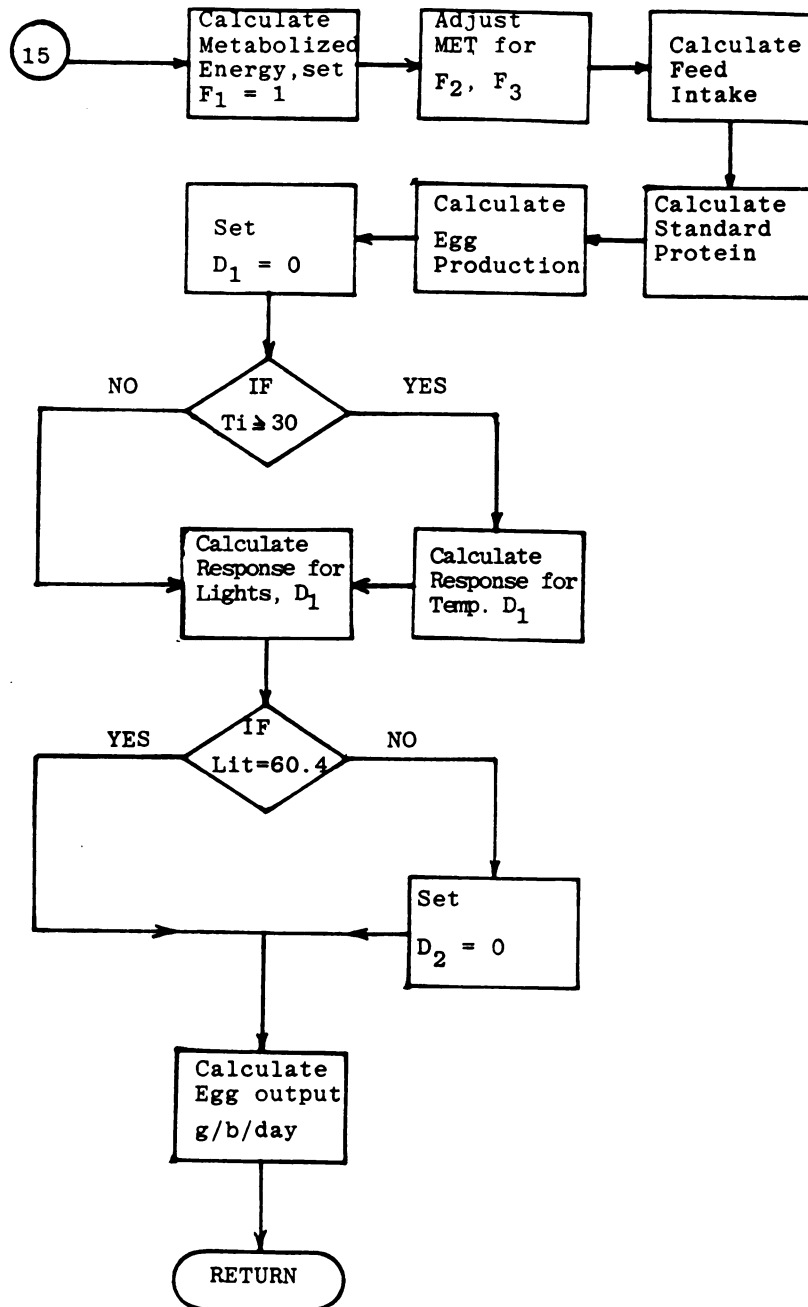 15
Calculate
Metabolized
Energy, set
F₁ = 1
Adjust
MET for
F₂, F₃
Calculate
Feed
Intake
Calculate
Standard
Protein
Calculate
Egg
Production
Set
D₁ = 0
IF
Ti ≥ 30
NO
YES
Calculate
Response for
Temp. D₁
Calculate
Response for
Lights, D₁
IF
Lit=60.4
YES
NO
Set
D₂ = 0
Calculate
Egg output
g/b/day
RETURN